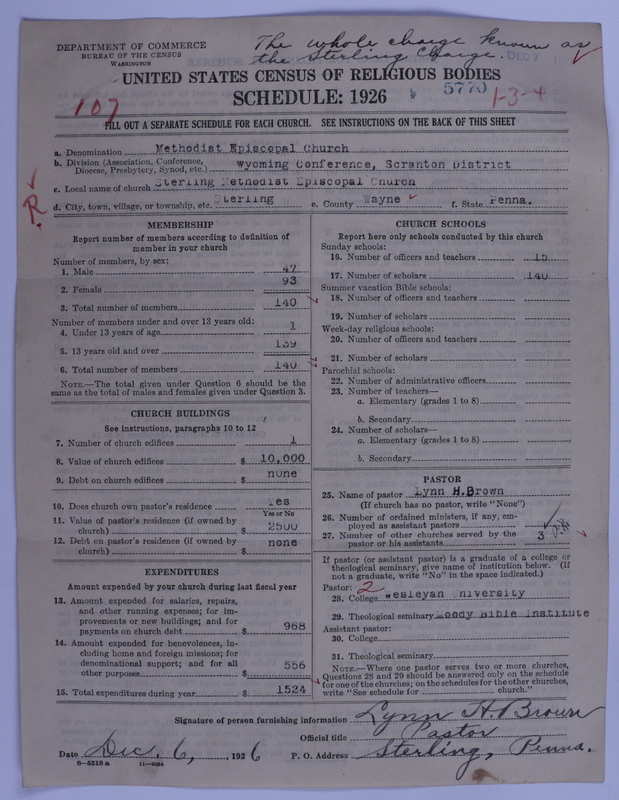 The whole charge known as
the Sterling Charge.
DEPARTMENT OF COMMERCE
BUREAU OF THE CENSUS
WASHINGTON
DEC 7
UNITED STATES CENSUS OF RELIGIOUS BODIES
SCHEDULE: 1926
5770
1-3-4
107
FILL OUT A SEPARATE SCHEDULE FOR EACH CHURCH. SEE INSTRUCTIONS ON THE BACK OF THIS SHEET
a. Denomination Methodist Episcopal Church
b. Division (Association, Conference, Diocese, Presbytery, Synod, etc.) Wyoming Conference, Scranton District
c. Local name of church Sterling Methodist Episcopal Church
d. City, town, village, or township, etc. Sterling e. County Wayne f. State Penna.
R
MEMBERSHIP
Report number of members according to definition of
member in your church
Number of members, by sex:
1. Male 47
2. Female 93
3. Total number of members 140
Number of members under and over 13 years old:
4. Under 13 years of age 1
5. 13 years old and over 139
6. Total number of members 140
NOTE.—The total given under Question 6 should be the
same as the total of males and females given under Question 3.
CHURCH BUILDINGS
See instructions, paragraphs 10 to 12
7. Number of church edifices 1
8. Value of church edifices $ 10,000
9. Debt on church edifices $ none
10. Does church own pastor's residence Yes
Yes or No
11. Value of pastor's residence (if owned by
church) $ 2500
12. Debt on pastor's residence (if owned by
church) $ none
EXPENDITURES
Amount expended by your church during last fiscal year
13. Amount expended for salaries, repairs,
and other running expenses; for im-
provements or new buildings; and for
payments on church debt $ 968
14. Amount expended for benevolences, in-
cluding home and foreign missions; for
denominational support; and for all
other purposes $ 556
15. Total expenditures during year $ 1524
CHURCH SCHOOLS
Report here only schools conducted by this church
Sunday schools:
16. Number of officers and teachers 15
17. Number of scholars 140
Summer vacation Bible schools:
18. Number of officers and teachers
19. Number of scholars
Week-day religious schools:
20. Number of officers and teachers
21. Number of scholars
Parochial schools:
22. Number of administrative officers
23. Number of teachers—
a. Elementary (grades 1 to 8)
b. Secondary
24. Number of scholars—
a. Elementary (grades 1 to 8)
b. Secondary
PASTOR
25. Name of pastor Lynn H.Brown
(If church has no pastor, write "None")
26. Number of ordained ministers, if any, em-
ployed as assistant pastors
27. Number of other churches served by the
pastor or his assistants 3
If pastor (or assistant pastor) is a graduate of a college or
theological seminary, give name of institution below. (If
not a graduate, write "No" in the space indicated.)
Pastor: 2
28. College Wesleyan University
29. Theological seminary Moody Bible Institute
Assistant pastor:
30. College
31. Theological seminary
NOTE.—Where one pastor serves two or more churches,
Questions 28 and 29 should be answered only on the schedule
for one of the churches; on the schedules for the other churches,
write "See schedule for church."
Signature of person furnishing information Lynn H. Brown
Official title Pastor
Date Dec. 6, 1926 P. O. Address Sterling, Penna.
8—5518 a 11—9034